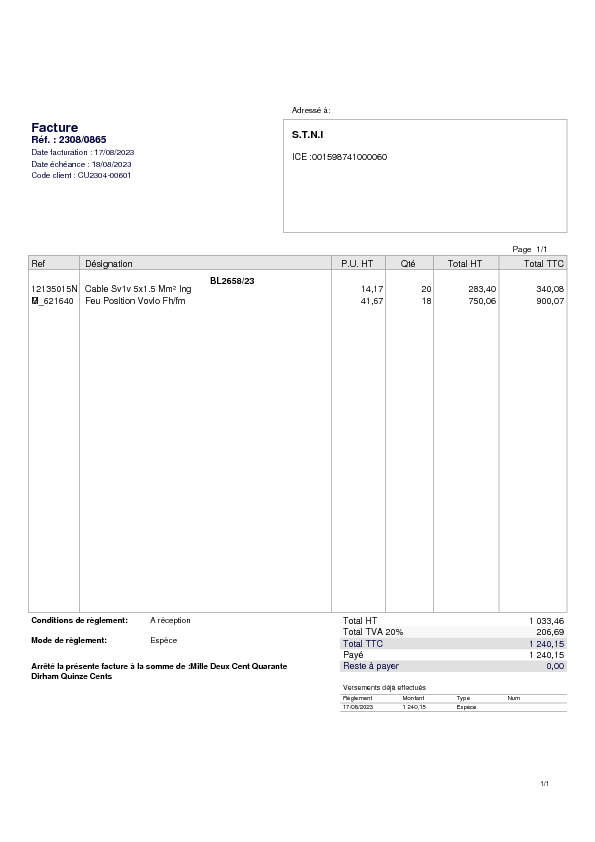 Adressé à:
Facture
Réf. : 2308/0865
Date facturation : 17/08/2023
Date échéance : 18/08/2023
Code client : CU2304-00601
S.T.N.I
ICE :001598741000060
Page 1/1
Ref Désignation P.U. HT Qté Total HT Total TTC
BL2658/23
12135015N Cable Sv1v 5x1.5 Mm² Ing 14,17 20 283,40 340,08
M_621640 Feu Position Vovlo Fh/fm 41,67 18 750,06 900,07
Conditions de règlement: A réception
Mode de règlement: Espèce
Arrêté la présente facture à la somme de :Mille Deux Cent Quarante
Dirham Quinze Cents
Total HT 1 033,46
Total TVA 20% 206,69
Total TTC 1 240,15
Payé 1 240,15
Reste à payer 0,00
Versements déjà effectués
Règlement Montant Type Num
17/08/2023 1 240,15 Espèce
1/1